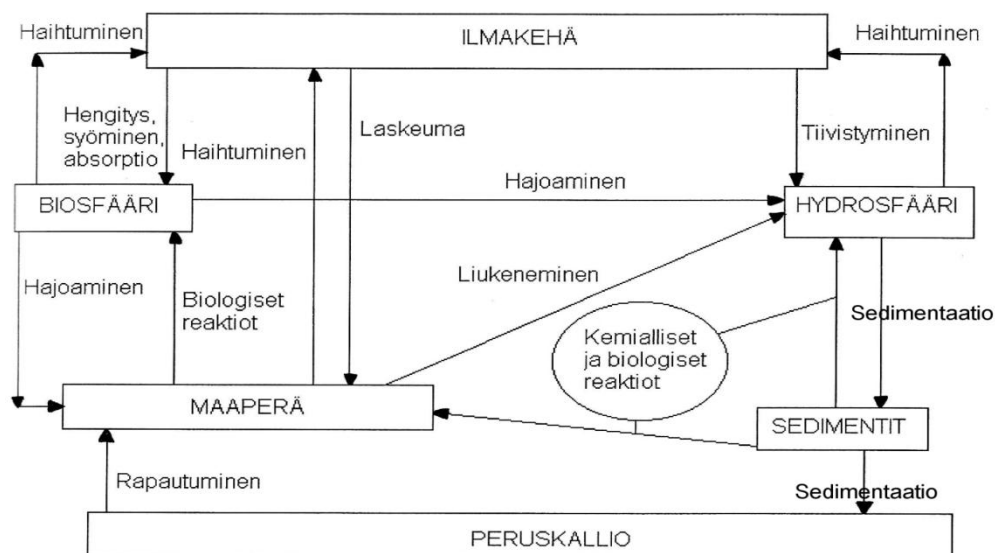 Haihtuminen
ILMAKEHÄ
Haihtuminen
Hengitys,
syöminen,
absorptio
Haihtuminen
Laskeuma
Tiivistyminen
BIOSFÄÄRI
Hajoaminen
HYDROSFÄÄRI
Hajoaminen
Biologiset
reaktiot
Liukeneminen
Kemialliset
ja biologiset
reaktiot
Sedimentaatio
MAAPERÄ
SEDIMENTIT
Rapautuminen
Sedimentaatio
PERUSKALLIO